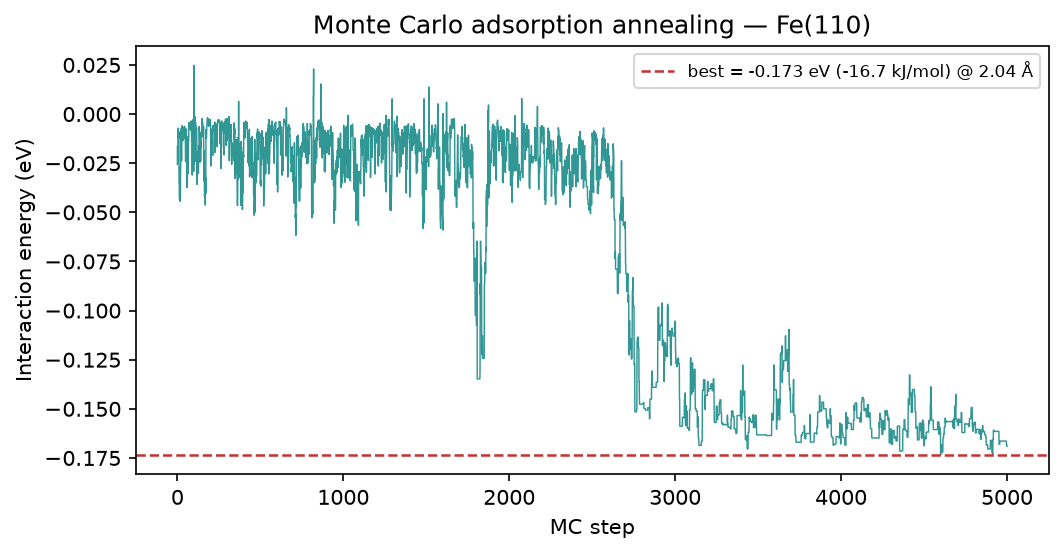 Monte Carlo adsorption annealing — Fe(110)
best = -0.173 eV (-16.7 kJ/mol) @ 2.04 Å
Interaction energy (eV)
0.025
0.000
−0.025
−0.050
−0.075
−0.100
−0.125
−0.150
−0.175
0 1000 2000 3000 4000 5000
MC step